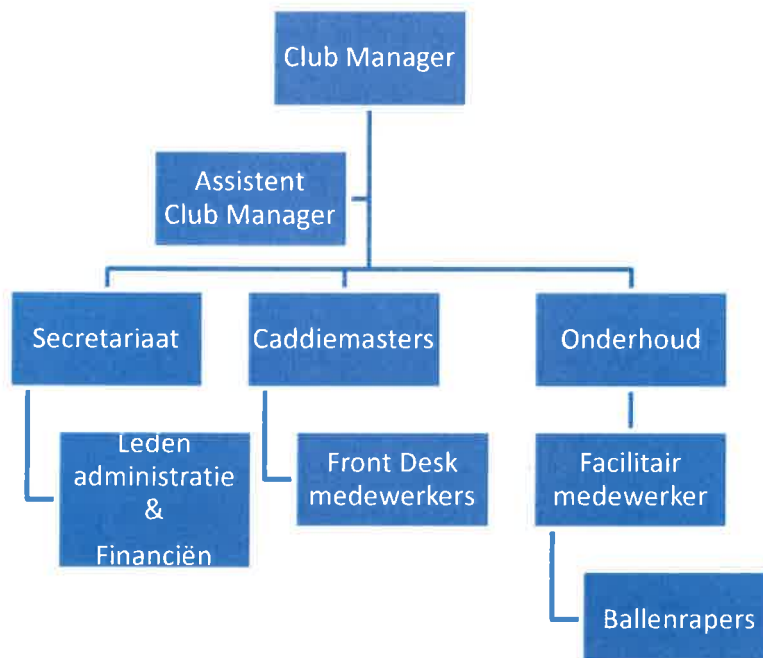 Club Manager
Assistent
Club Manager
Secretariaat
Caddiemasters
Onderhoud
Leden
administratie
&
Financiën
Front Desk
medewerkers
Facilitair
medewerker
Ballenrapers